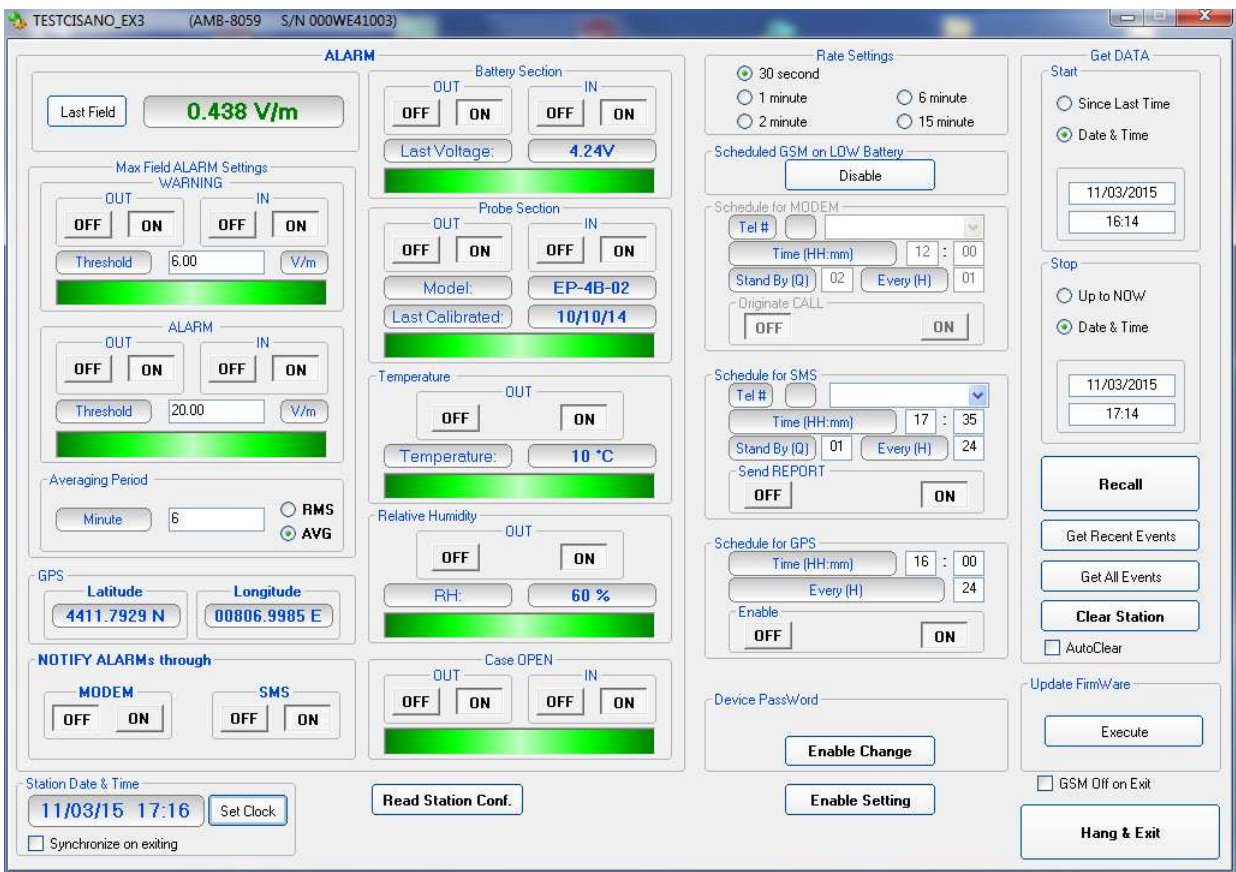 TESTCISANO_EX3 (AMB-8059 S/N 000WE41003)
ALARM
Last Field 0.438 V/m
Max Field ALARM Settings
WARNING
OUT IN
OFF ON OFF ON
Threshold 6.00 V/m
ALARM
OUT IN
OFF ON OFF ON
Threshold 20.00 V/m
Averaging Period
Minute 6
RMS
AVG
GPS
Latitude Longitude
4411.7929 N 00806.9985 E
NOTIFY ALARMs through
MODEM SMS
OFF ON OFF ON
Station Date & Time
11/03/15 17:16 Set Clock
Synchronize on exiting
Battery Section
OUT IN
OFF ON OFF ON
Last Voltage: 4.24V
Probe Section
OUT IN
OFF ON OFF ON
Model: EP-4B-02
Last Calibrated: 10/10/14
Temperature
OUT
OFF ON
Temperature: 10 °C
Relative Humidity
OUT
OFF ON
RH: 60 %
Case OPEN
OUT IN
OFF ON OFF ON
Read Station Conf.
Rate Settings
30 second
1 minute 6 minute
2 minute 15 minute
Scheduled GSM on LOW Battery
Disable
Schedule for MODEM
Tel #
Time (HH:mm) 12 : 00
Stand By (Q) 02 Every (H) 01
Originate CALL
OFF ON
Schedule for SMS
Tel #
Time (HH:mm) 17 : 35
Stand By (Q) 01 Every (H) 24
Send REPORT
OFF ON
Schedule for GPS
Time (HH:mm) 16 : 00
Every (H) 24
Enable
OFF ON
Device PassWord
Enable Change
Enable Setting
Get DATA
Start
Since Last Time
Date & Time
11/03/2015
16:14
Stop
Up to NOW
Date & Time
11/03/2015
17:14
Recall
Get Recent Events
Get All Events
Clear Station
AutoClear
Update FirmWare
Execute
GSM Off on Exit
Hang & Exit